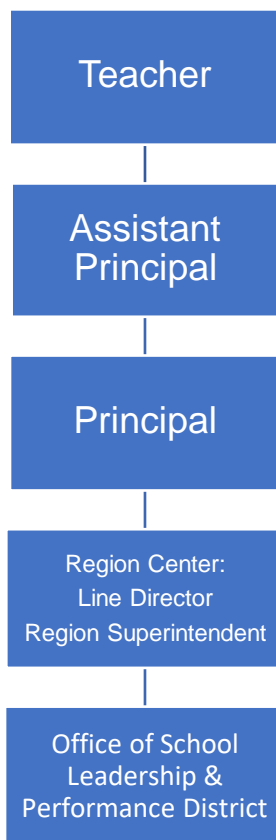 Teacher
Assistant
Principal
Principal
Region Center:
Line Director
Region Superintendent
Office of School
Leadership &
Performance District